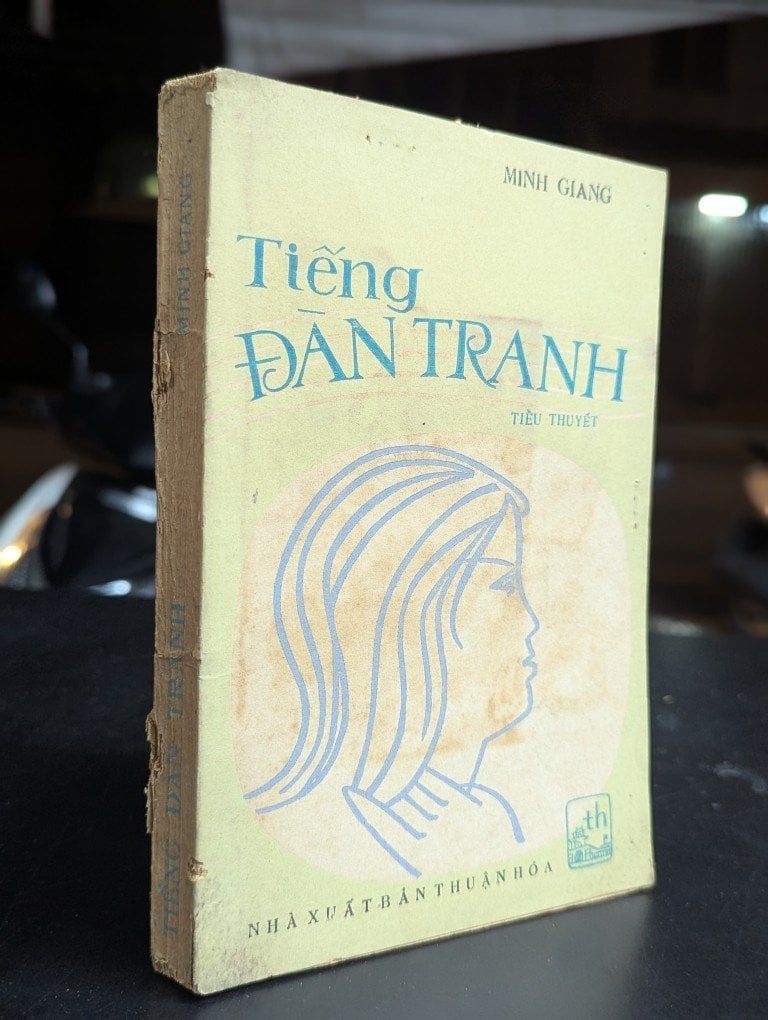 MINH GIANG
Tiếng
ĐÀN TRANH
TIỂU THUYẾT
th
NHÀ XUẤT BẢN THUẬN HÓA
MINH GIANG
TIẾNG ĐÀN TRANH